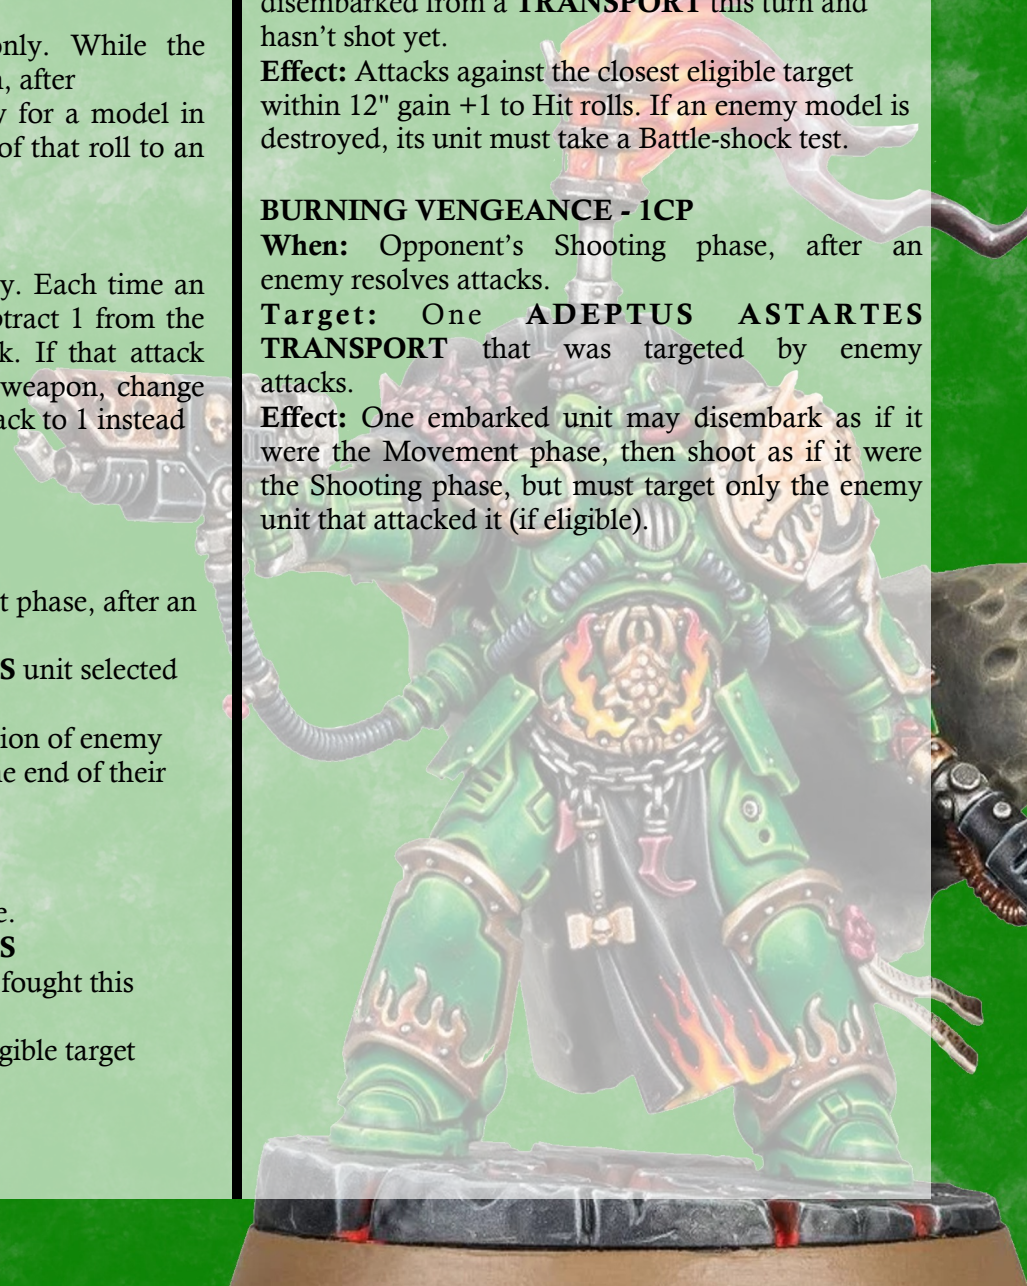 only. While the
, after
for a model in
of that roll to an
y. Each time an
btract 1 from the
k. If that attack
weapon, change
ack to 1 instead
t phase, after an
S unit selected
ion of enemy
e end of their
e.
S
fought this
gible target
disembarked from a TRANSPORT this turn and
hasn't shot yet.
Effect: Attacks against the closest eligible target
within 12" gain +1 to Hit rolls. If an enemy model is
destroyed, its unit must take a Battle-shock test.
BURNING VENGEANCE - 1CP
When: Opponent's Shooting phase, after an
enemy resolves attacks.
Target: One ADEPTUS ASTARTES
TRANSPORT that was targeted by enemy
attacks.
Effect: One embarked unit may disembark as if it
were the Movement phase, then shoot as if it were
the Shooting phase, but must target only the enemy
unit that attacked it (if eligible).